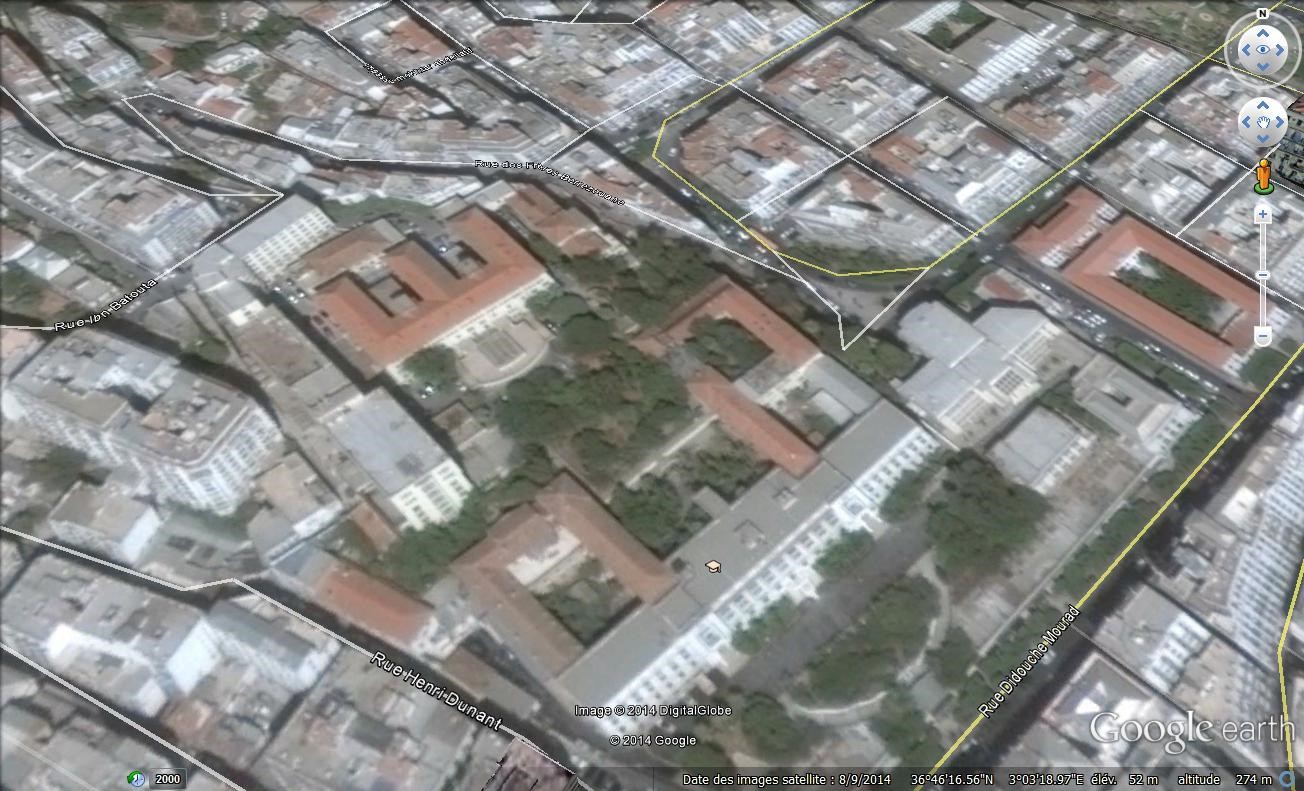 N
Rue des Frères Berrezouane
Rue Ibn Batouta
Rue Henri Dunant
Rue Didouche Mourad
Image © 2014 DigitalGlobe
© 2014 Google
Google earth
2000
Date des images satellite : 8/9/2014 36°46'16.56"N 3°03'18.97"E élév. 52 m altitude 274 m